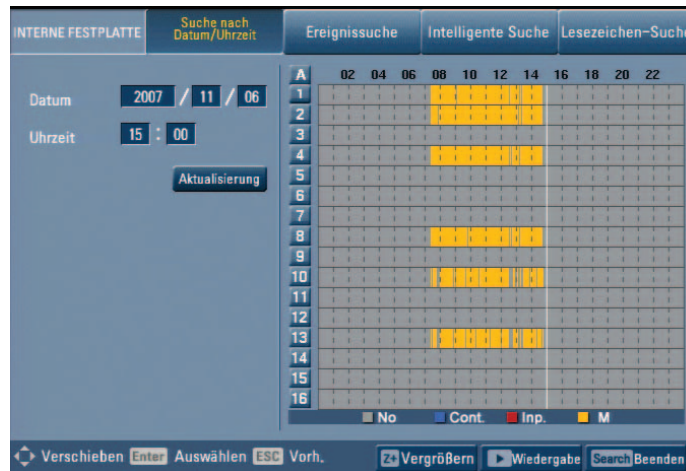 INTERNE FESTPLATTE
Suche nach
Datum/Uhrzeit
Ereignissuche
Intelligente Suche
Lesezeichen-Suche
Datum 2007 / 11 / 06
Uhrzeit 15 : 00
Aktualisierung
A 02 04 06 08 10 12 14 16 18 20 22
1
2
3
4
5
6
7
8
9
10
11
12
13
14
15
16
No Cont. Inp. M
Verschieben Enter Auswählen ESC Vorh. Z+ Vergrößern Wiedergabe Search Beenden